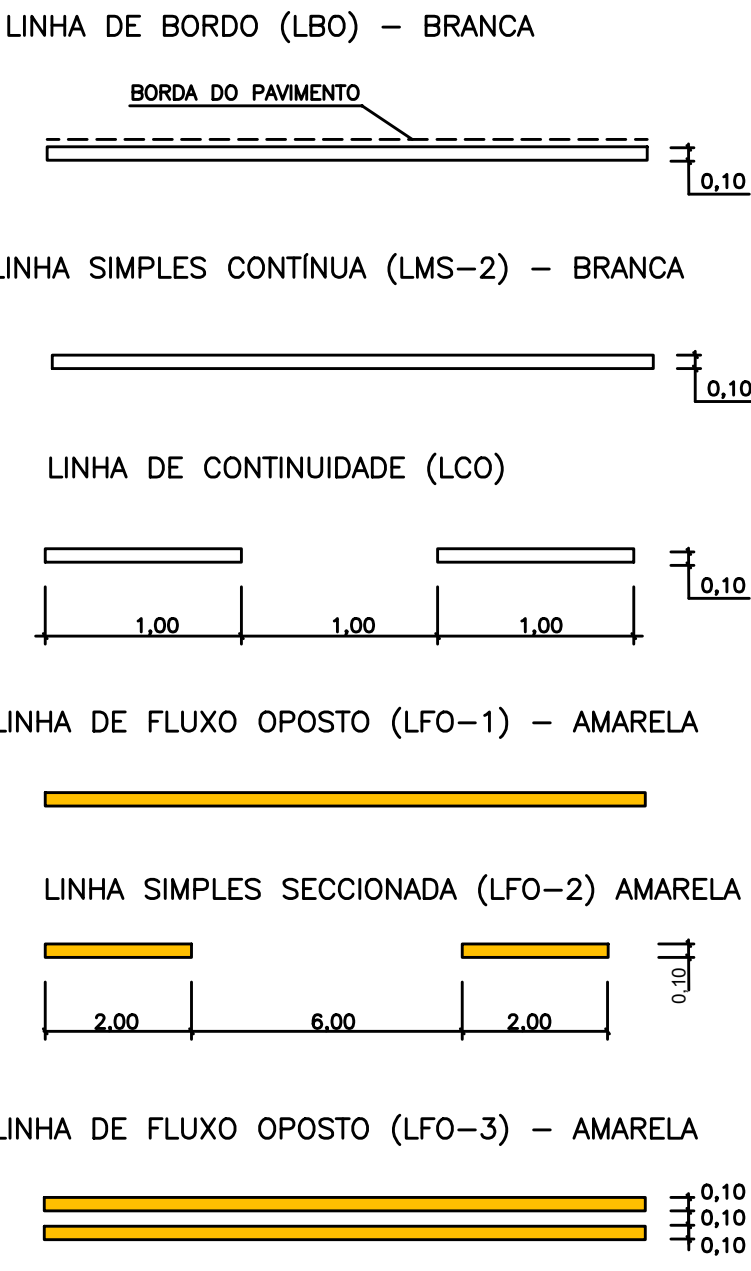 LINHA DE BORDO (LBO) – BRANCA
BORDA DO PAVIMENTO
0,10
LINHA SIMPLES CONTÍNUA (LMS–2) – BRANCA
0,10
LINHA DE CONTINUIDADE (LCO)
0,10
1,00 1,00 1,00
LINHA DE FLUXO OPOSTO (LFO–1) – AMARELA
LINHA SIMPLES SECCIONADA (LFO–2) AMARELA
0,10
2,00 6,00 2,00
LINHA DE FLUXO OPOSTO (LFO–3) – AMARELA
0,10
0,10
0,10